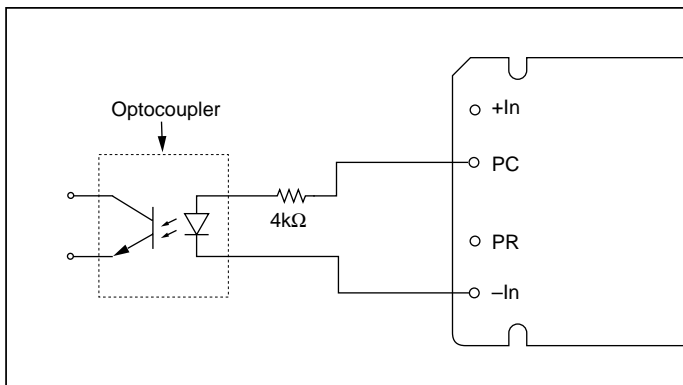 Optocoupler
4kΩ
+In
PC
PR
–In